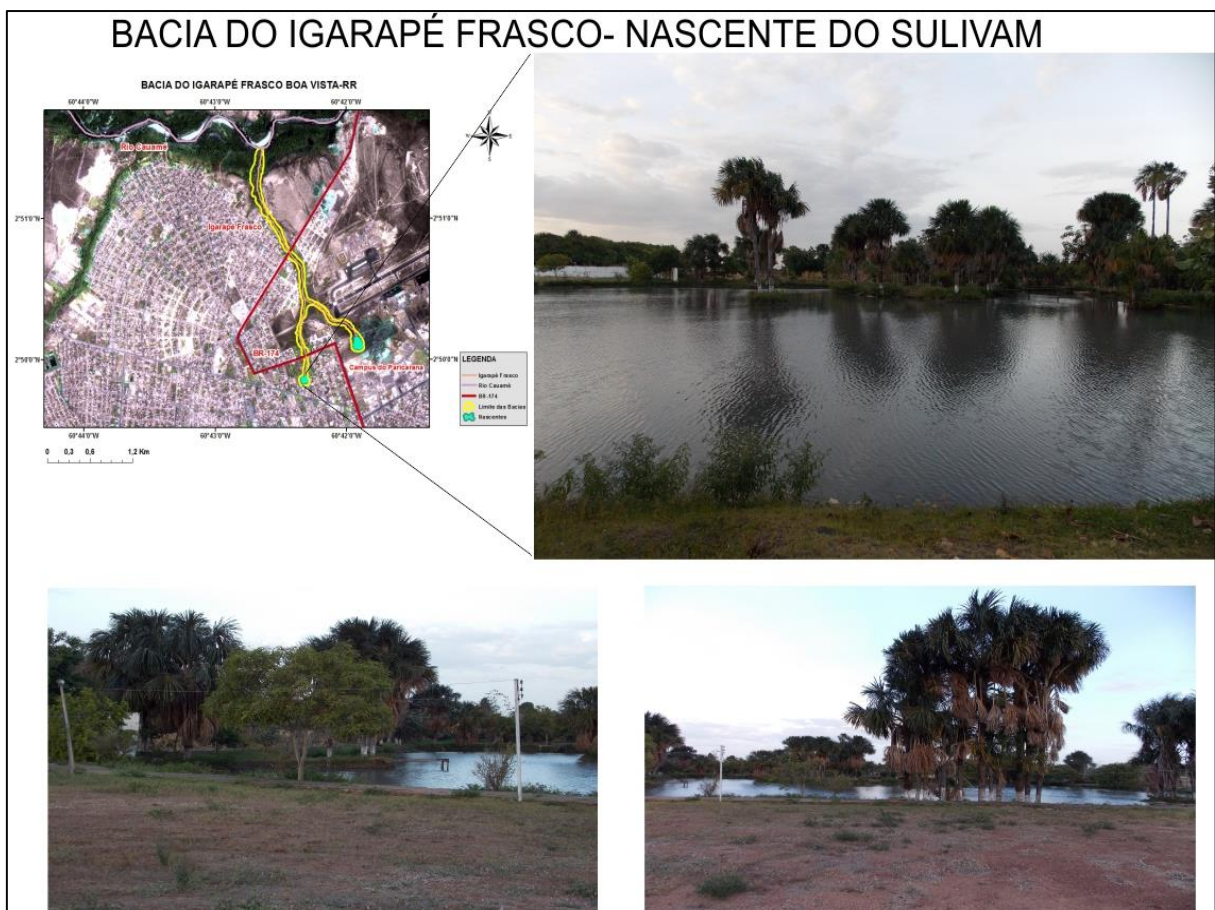 BACIA DO IGARAPÉ FRASCO- NASCENTE DO SULIVAM
BACIA DO IGARAPÉ FRASCO BOA VISTA-RR
60°44'0"W 60°43'0"W 60°42'0"W
Rio Cauamé
N
W E
S
2°51'0"N 2°51'0"N
Igarapé Frasco
2°50'0"N 2°50'0"N
BR-174
Campus do Paricarana
LEGENDA
Igarapé Frasco
Rio Cauamé
BR-174
Limite das Bacias
Nascentes
60°44'0"W 60°43'0"W 60°42'0"W
0 0,3 0,6 1,2 Km